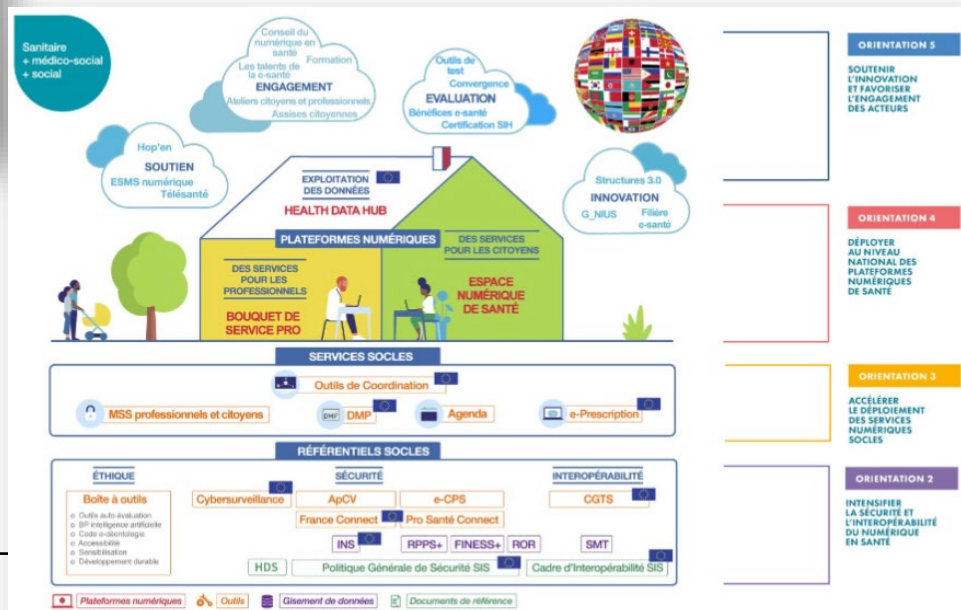 Sanitaire
+ médico-social
+ social
Conseil du
numérique en
santé
Formation
Les talents de
la e-santé
ENGAGEMENT
Ateliers citoyens et professionnels
Assises citoyennes
Outils de
test
Convergence
EVALUATION
Bénéfices e-santé
Certification SIH
Hop'en
SOUTIEN
ESMS numérique
Télésanté
Structures 3.0
INNOVATION
G_NIUS
Filière
e-santé
EXPLOITATION
DES DONNÉES
HEALTH DATA HUB
PLATEFORMES NUMÉRIQUES
DES SERVICES
POUR LES CITOYENS
ESPACE
NUMÉRIQUE
DE SANTÉ
DES SERVICES
POUR LES
PROFESSIONNELS
BOUQUET DE
SERVICE PRO
SERVICES SOCLES
Outils de Coordination
MSS professionnels et citoyens
DMP
DMP
Agenda
e-Prescription
RÉFÉRENTIELS SOCLES
ÉTHIQUE
Boîte à outils
Outils auto-évaluation
BP intelligence artificielle
Code e-déontologie
Accessibilité
Sensibilisation
Développement durable
SÉCURITÉ
Cybersurveillance
ApCV
e-CPS
France Connect
Pro Santé Connect
INS
RPPS+
FINESS+
ROR
HDS
Politique Générale de Sécurité SIS
INTEROPÉRABILITÉ
CGTS
SMT
Cadre d'Interopérabilité SIS
Plateformes numériques
Outils
Gisement de données
Documents de référence
ORIENTATION 5
SOUTENIR
L'INNOVATION
ET FAVORISER
L'ENGAGEMENT
DES ACTEURS
ORIENTATION 4
DÉPLOYER
AU NIVEAU
NATIONAL DES
PLATEFORMES
NUMÉRIQUES
DE SANTÉ
ORIENTATION 3
ACCÉLÉRER
LE DÉPLOIEMENT
DES SERVICES
NUMÉRIQUES
SOCLES
ORIENTATION 2
INTENSIFIER
LA SÉCURITÉ ET
L'INTEROPÉRABILITÉ
DU NUMÉRIQUE
EN SANTÉ